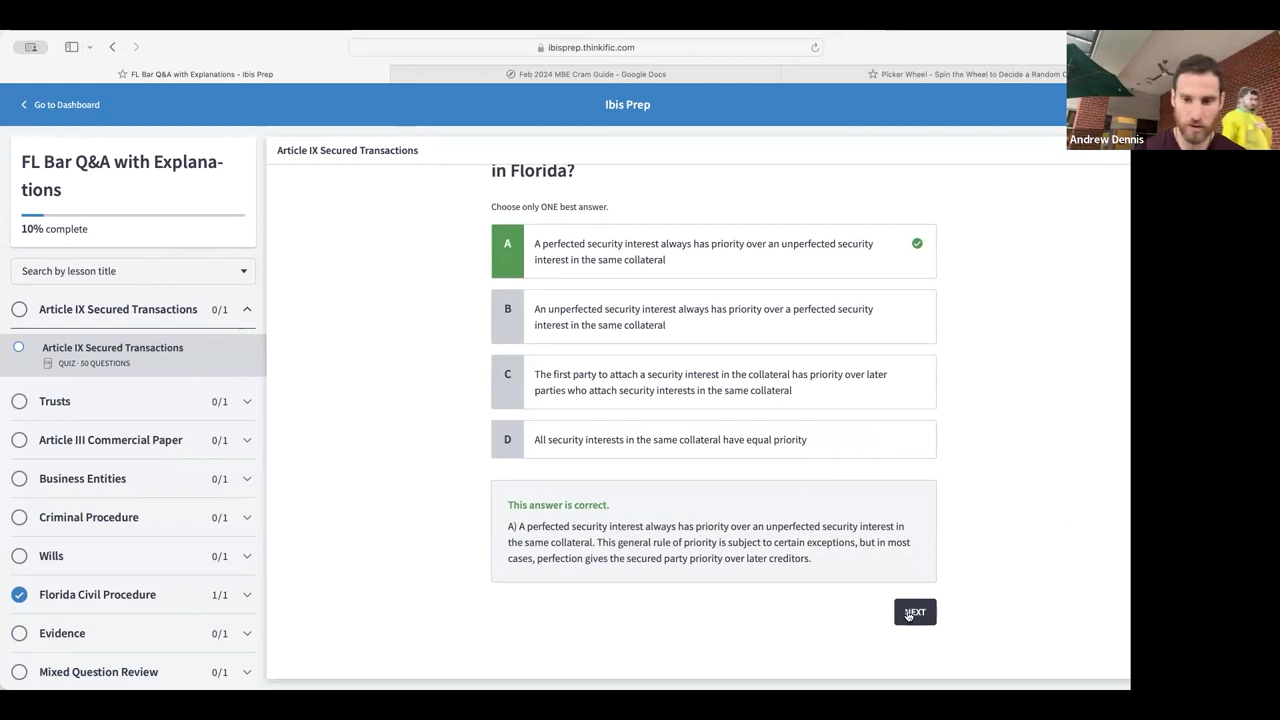 ibisprep.thinkific.com
FL Bar Q&A with Explanations - Ibis Prep
Feb 2024 MBE Cram Guide - Google Docs
Picker Wheel - Spin the Wheel to Decide a Random
Andrew Dennis
Go to Dashboard
Ibis Prep
FL Bar Q&A with Explana-
tions
10% complete
Search by lesson title
Article IX Secured Transactions 0/1
Article IX Secured Transactions
QUIZ · 50 QUESTIONS
Trusts 0/1
Article III Commercial Paper 0/1
Business Entities 0/1
Criminal Procedure 0/1
Wills 0/1
Florida Civil Procedure 1/1
Evidence 0/1
Mixed Question Review 0/1
Article IX Secured Transactions
in Florida?
Choose only ONE best answer.
A A perfected security interest always has priority over an unperfected security
interest in the same collateral
B An unperfected security interest always has priority over a perfected security
interest in the same collateral
C The first party to attach a security interest in the collateral has priority over later
parties who attach security interests in the same collateral
D All security interests in the same collateral have equal priority
This answer is correct.
A) A perfected security interest always has priority over an unperfected security interest in
the same collateral. This general rule of priority is subject to certain exceptions, but in most
cases, perfection gives the secured party priority over later creditors.
NEXT